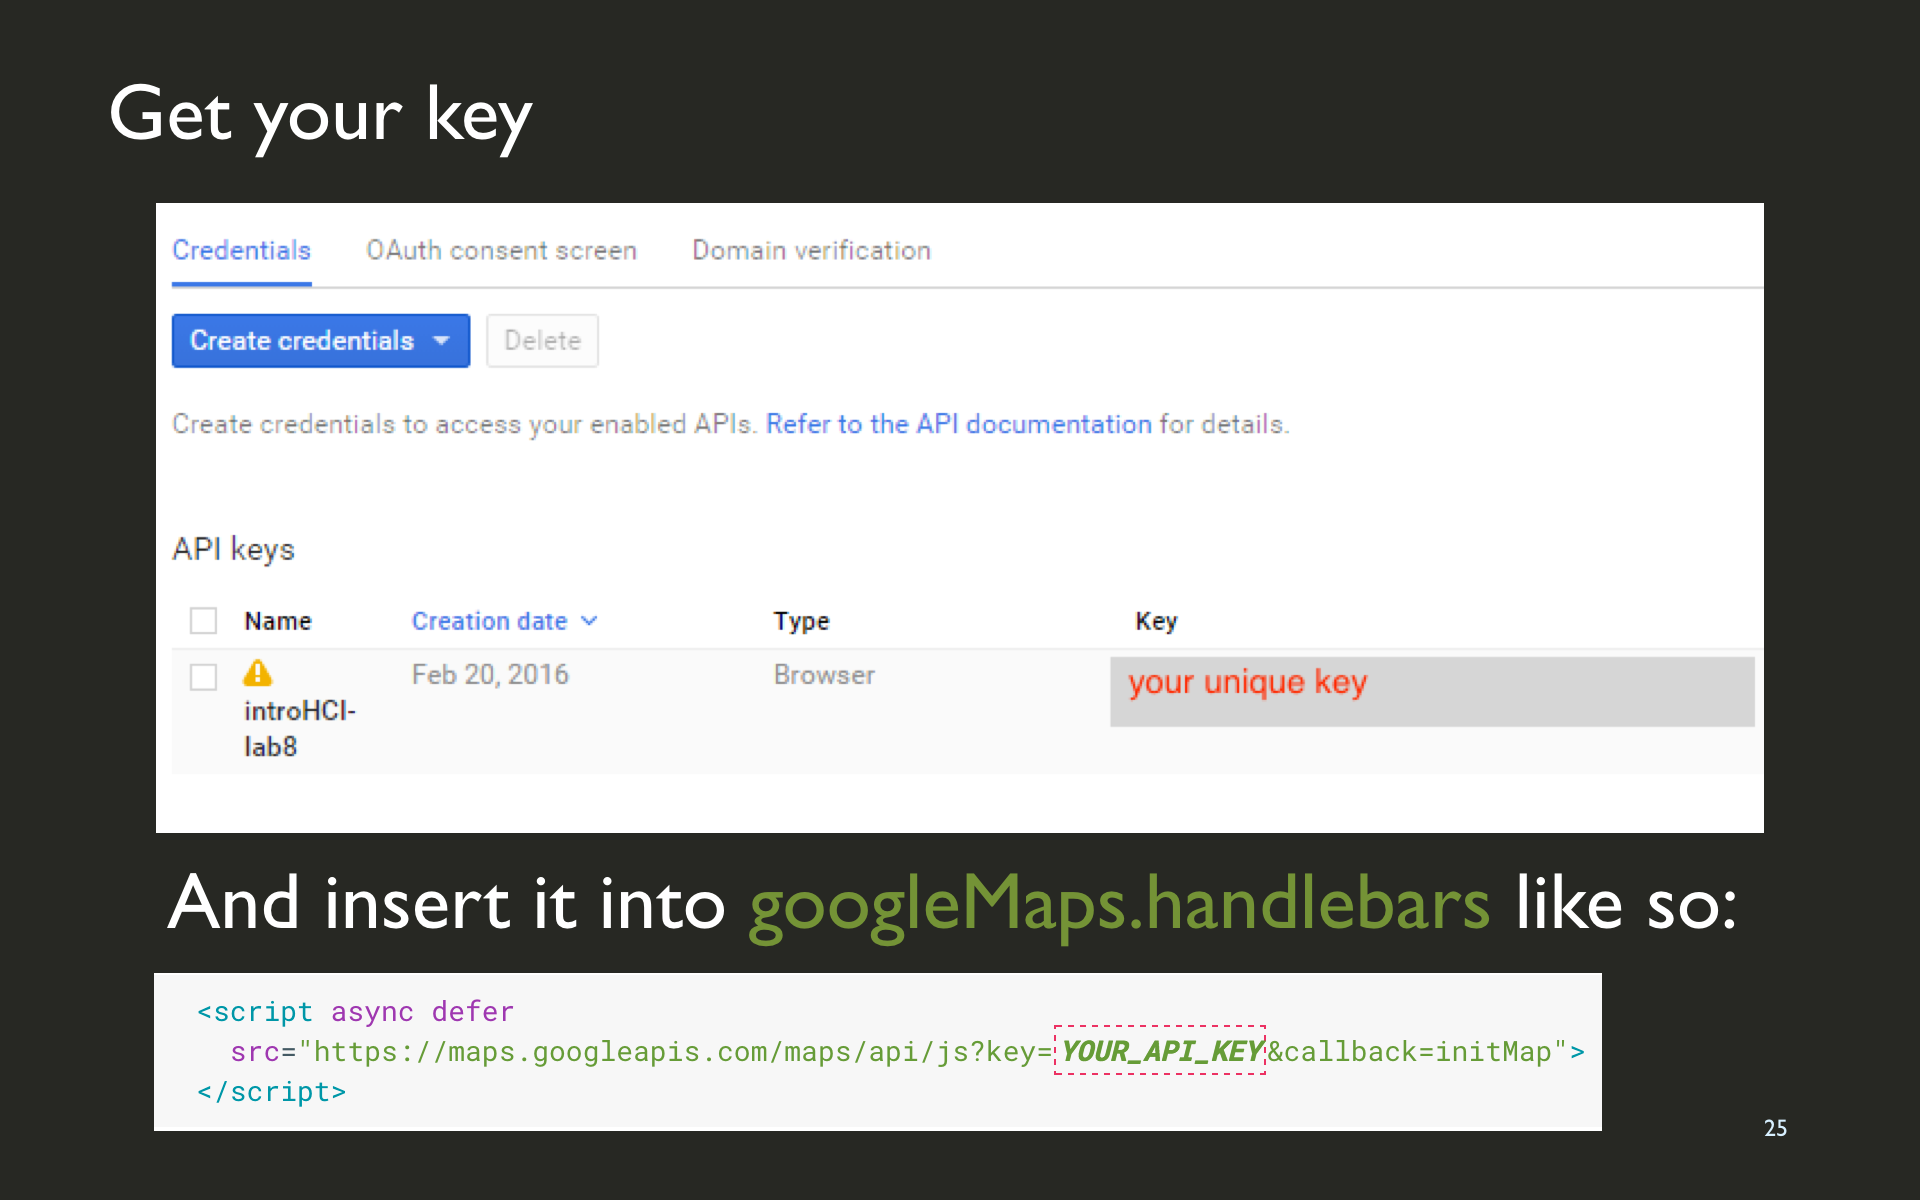 Get your key
Credentials OAuth consent screen Domain verification
Create credentials Delete
Create credentials to access your enabled APIs. Refer to the API documentation for details.
API keys
Name Creation date Type Key
Feb 20, 2016 Browser your unique key
introHCI-
lab8
And insert it into googleMaps.handlebars like so:
<script async defer
src="https://maps.googleapis.com/maps/api/js?key=YOUR_API_KEY&callback=initMap">
</script>
25